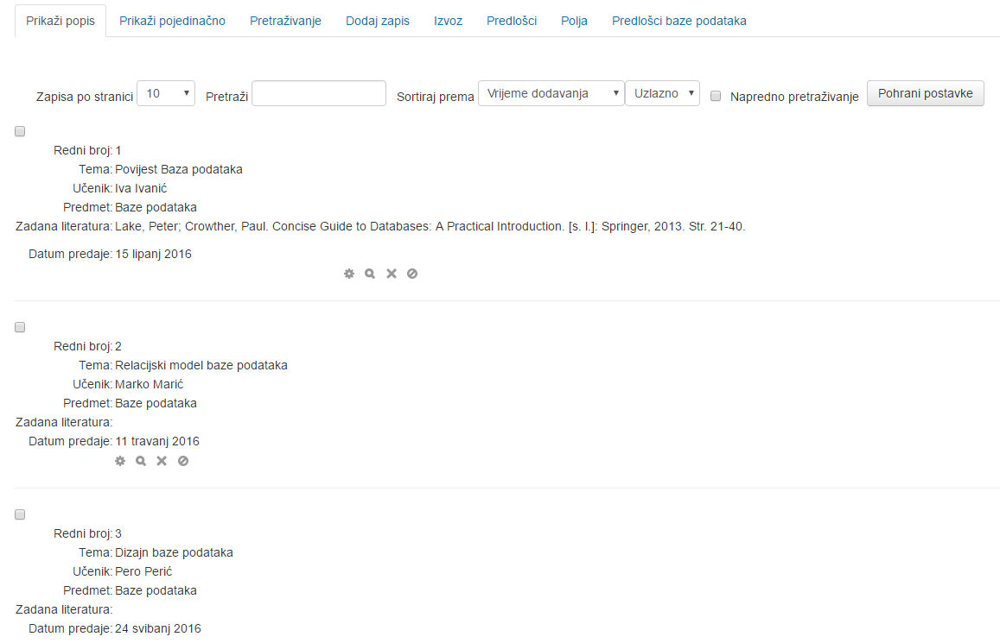 Prikaži popis Prikaži pojedinačno Pretraživanje Dodaj zapis Izvoz Predlošci Polja Predlošci baze podataka
Zapisa po stranici 10 Pretraži Sortiraj prema Vrijeme dodavanja Uzlazno Napredno pretraživanje Pohrani postavke
Redni broj: 1
Tema: Povijest Baza podataka
Učenik: Iva Ivanić
Predmet: Baze podataka
Zadana literatura: Lake, Peter; Crowther, Paul. Concise Guide to Databases: A Practical Introduction. [s. l.]: Springer, 2013. Str. 21-40.
Datum predaje: 15 lipanj 2016
Redni broj: 2
Tema: Relacijski model baze podataka
Učenik: Marko Marić
Predmet: Baze podataka
Zadana literatura:
Datum predaje: 11 travanj 2016
Redni broj: 3
Tema: Dizajn baze podataka
Učenik: Pero Perić
Predmet: Baze podataka
Zadana literatura:
Datum predaje: 24 svibanj 2016